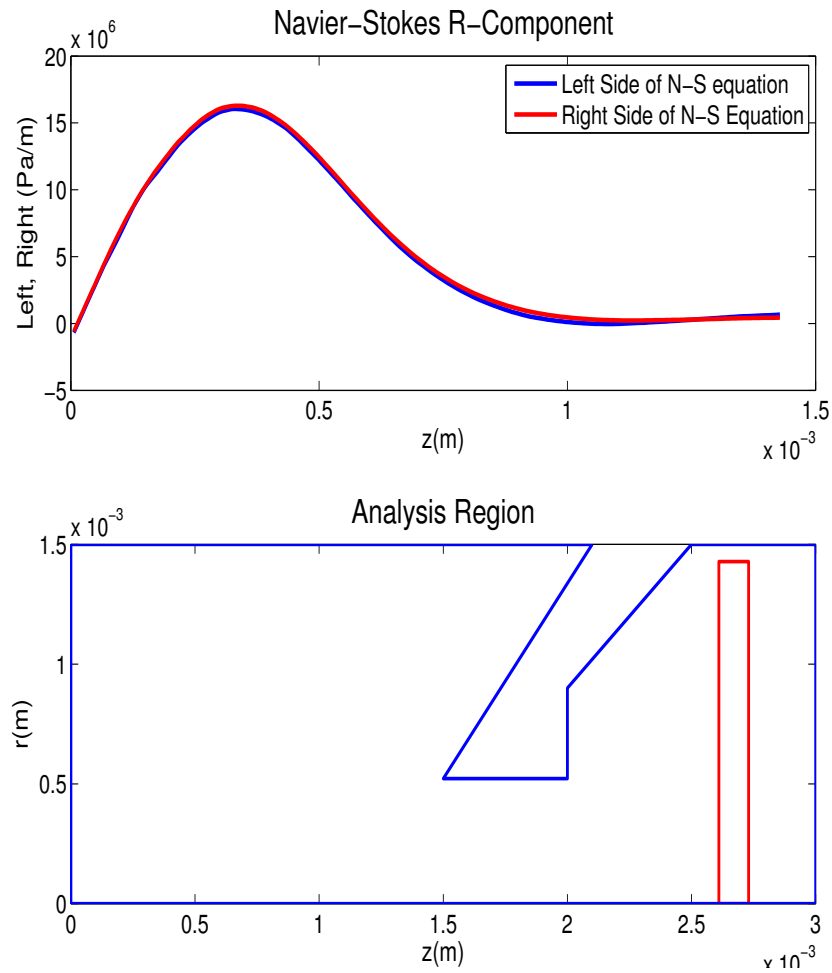 Navier-Stokes R-Component
x 10^6
20
15
10
5
0
-5
Left, Right (Pa/m)
Left Side of N-S equation
Right Side of N-S Equation
0 0.5 1 1.5
z(m)
x 10^-3
Analysis Region
x 10^-3
1.5
1
0.5
0
r(m)
0 0.5 1 1.5 2 2.5 3
z(m)
x 10^-3